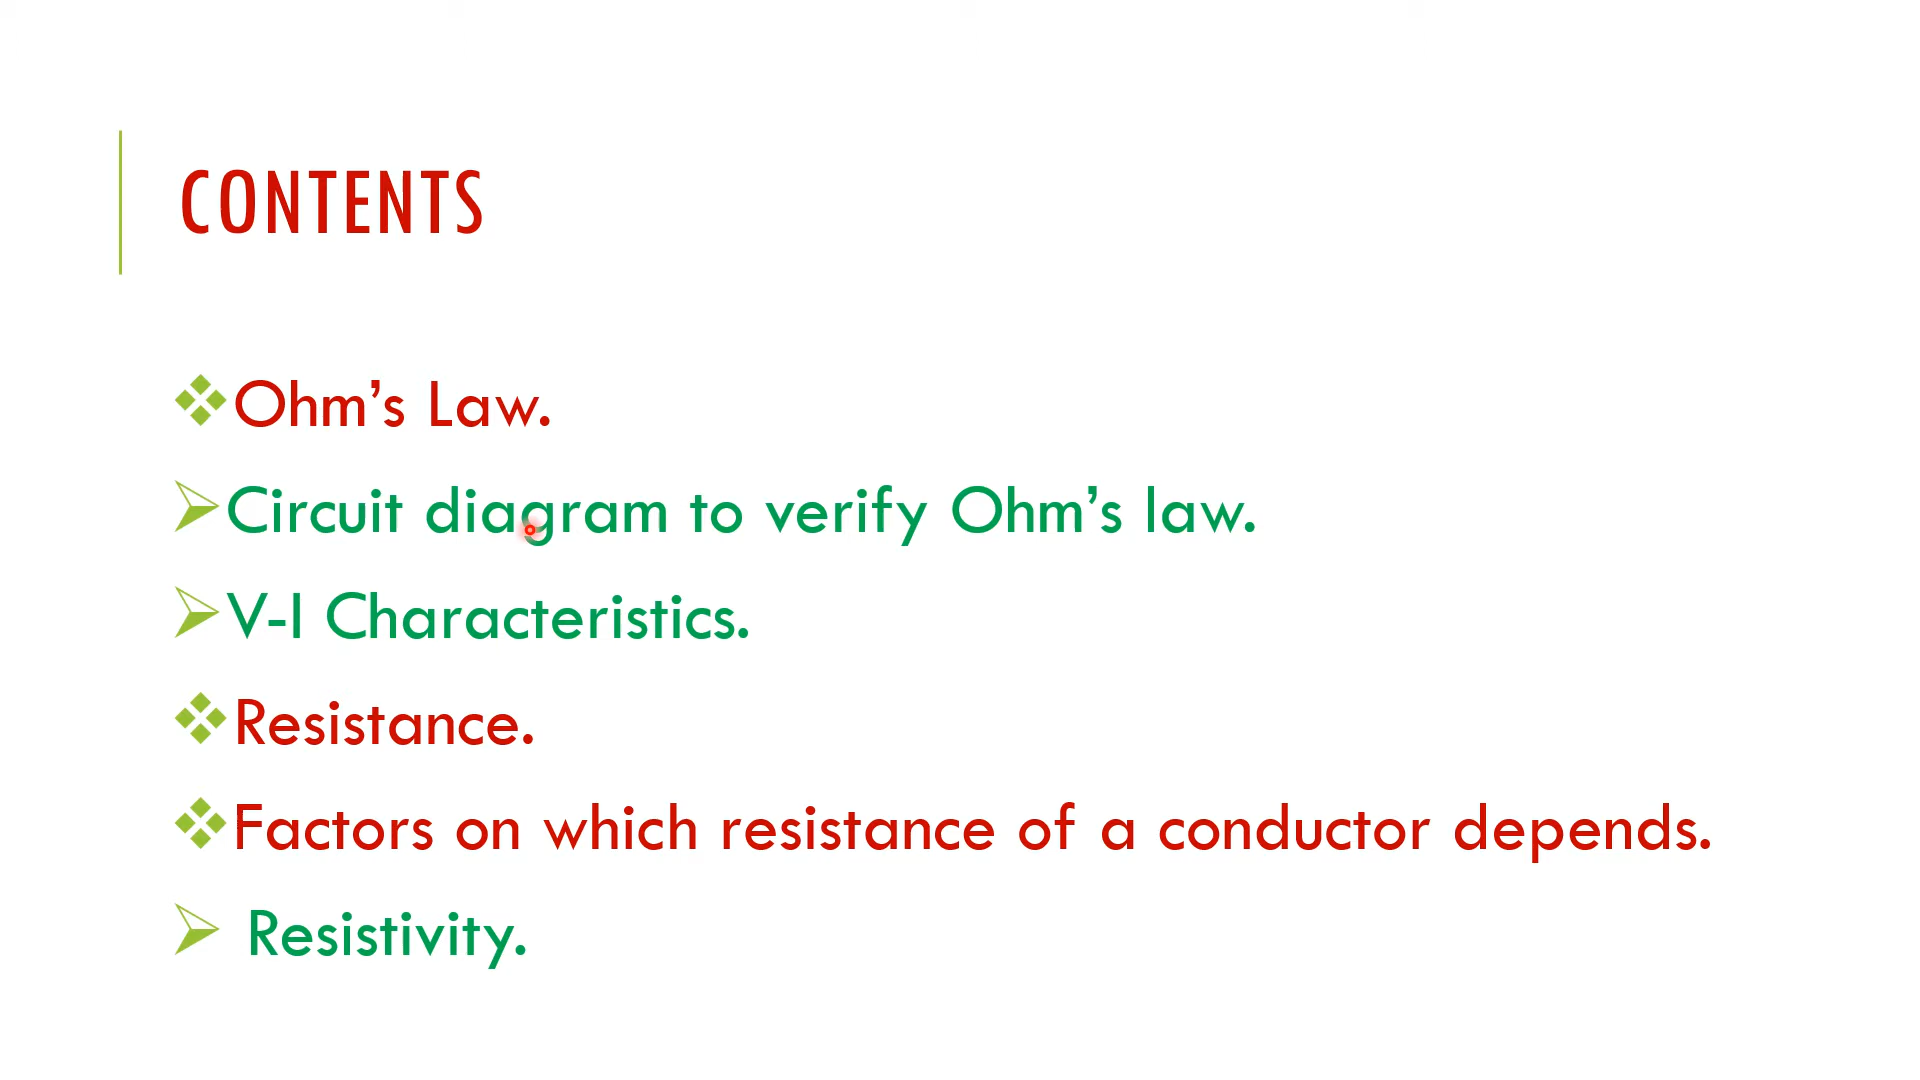 CONTENTS
Ohm’s Law.
Circuit diagram to verify Ohm’s law.
V-I Characteristics.
Resistance.
Factors on which resistance of a conductor depends.
Resistivity.